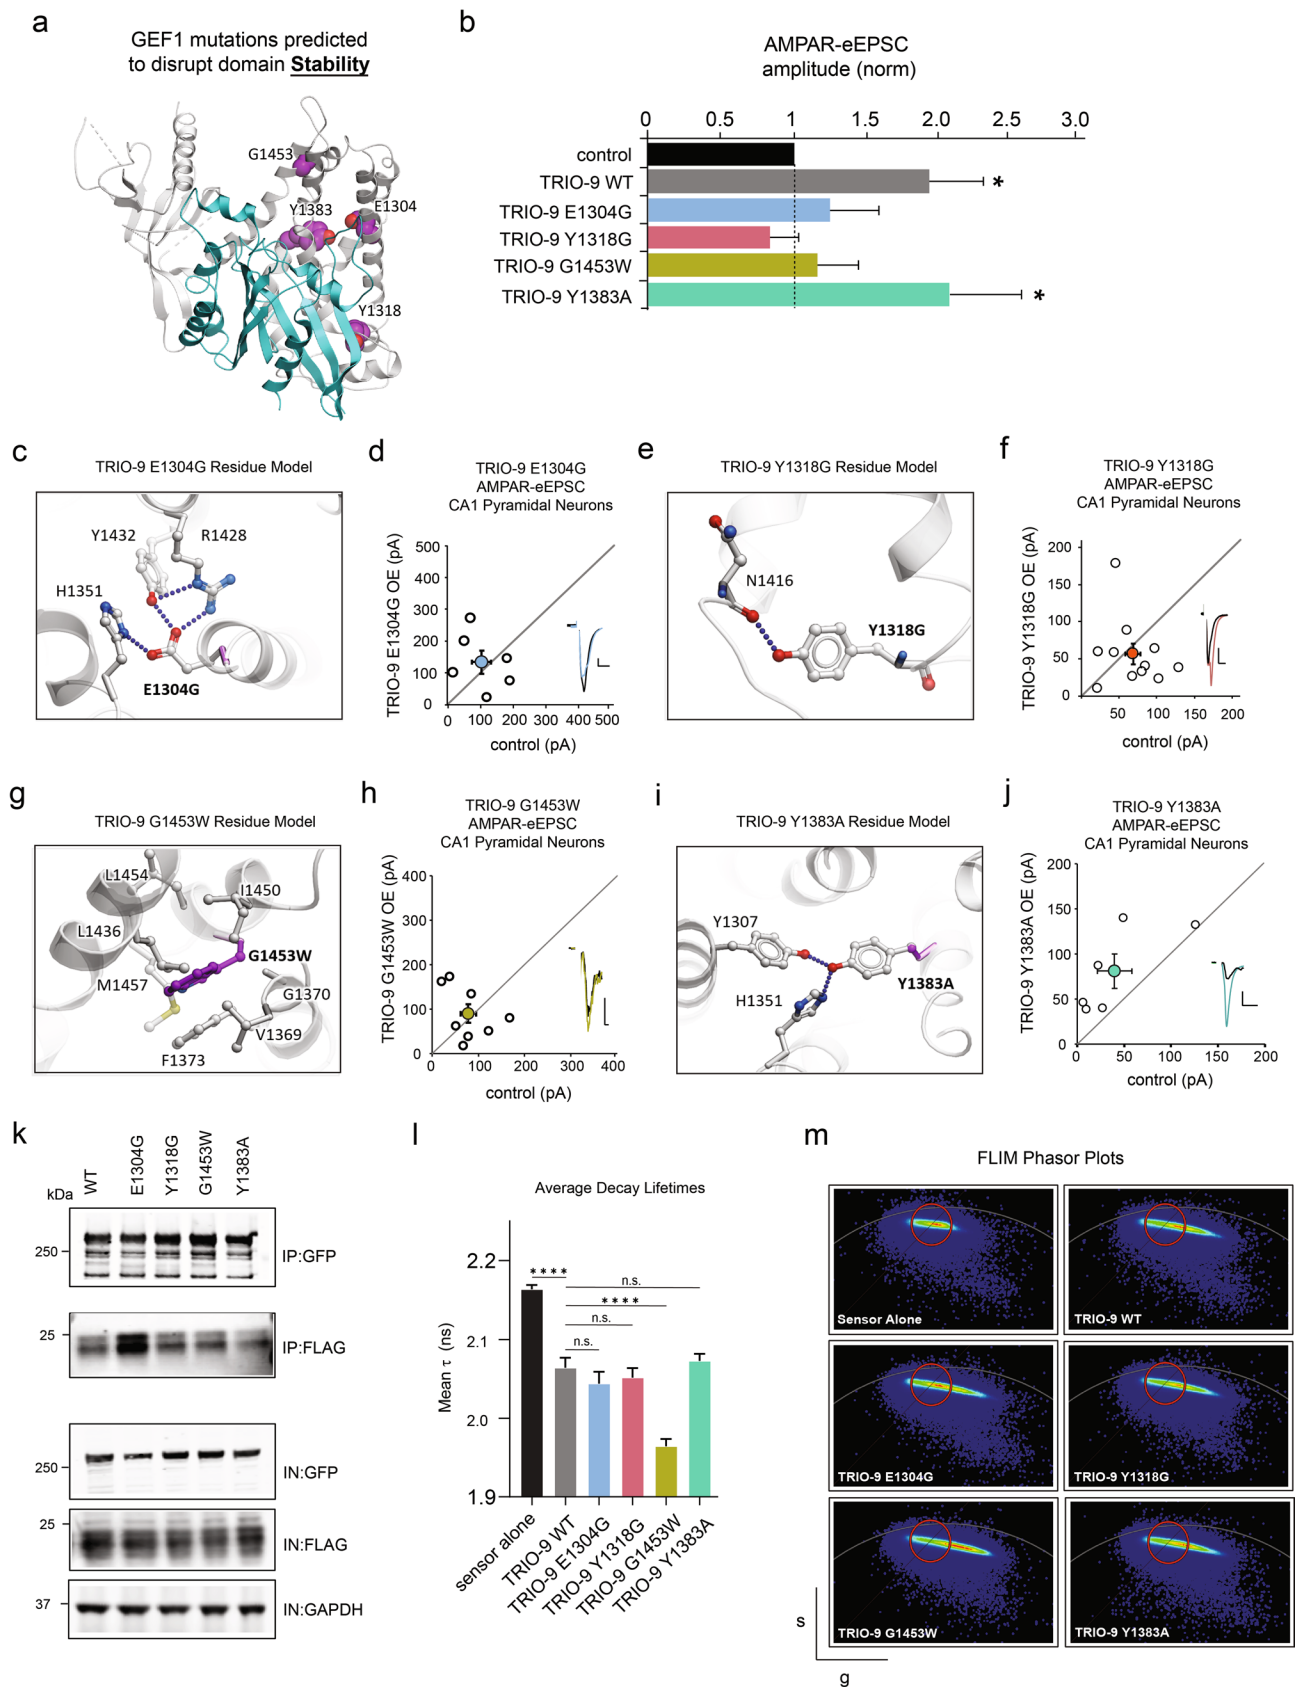 a
GEF1 mutations predicted
to disrupt domain Stability
G1453
Y1383
E1304
Y1318
b
AMPAR-eEPSC
amplitude (norm)
0 0.5 1 1.5 2.0 2.5 3.0
control
TRIO-9 WT
*
TRIO-9 E1304G
TRIO-9 Y1318G
TRIO-9 G1453W
TRIO-9 Y1383A
*
c
TRIO-9 E1304G Residue Model
Y1432
R1428
H1351
E1304G
d
TRIO-9 E1304G
AMPAR-eEPSC
CA1 Pyramidal Neurons
TRIO-9 E1304G OE (pA)
500
400
300
200
100
0
0 100 200 400 500
control (pA)
e
TRIO-9 Y1318G Residue Model
N1416
Y1318G
f
TRIO-9 Y1318G
AMPAR-eEPSC
CA1 Pyramidal Neurons
TRIO-9 Y1318G OE (pA)
200
150
100
50
0
50 100 150 200
control (pA)
g
TRIO-9 G1453W Residue Model
L1454
I1450
L1436
G1453W
M1457
G1370
V1369
F1373
h
TRIO-9 G1453W
AMPAR-eEPSC
CA1 Pyramidal Neurons
TRIO-9 G1453W OE (pA)
400
300
200
100
0
0 100 200 300 400
control (pA)
i
TRIO-9 Y1383A Residue Model
Y1307
H1351
Y1383A
j
TRIO-9 Y1383A
AMPAR-eEPSC
CA1 Pyramidal Neurons
TRIO-9 Y1383A OE (pA)
200
150
100
50
0
0 50 100 150 200
control (pA)
k
kDa
WT
E1304G
Y1318G
G1453W
Y1383A
250
IP:GFP
25
IP:FLAG
250
IN:GFP
25
IN:FLAG
37
IN:GAPDH
l
Average Decay Lifetimes
Mean τ (ns)
2.2
2.1
2.0
1.9
n.s.
****
****
n.s.
n.s.
sensor alone
TRIO-9 WT
TRIO-9 E1304G
TRIO-9 Y1318G
TRIO-9 G1453W
TRIO-9 Y1383A
m
FLIM Phasor Plots
Sensor Alone
TRIO-9 WT
TRIO-9 E1304G
TRIO-9 Y1318G
TRIO-9 G1453W
TRIO-9 Y1383A
s
g